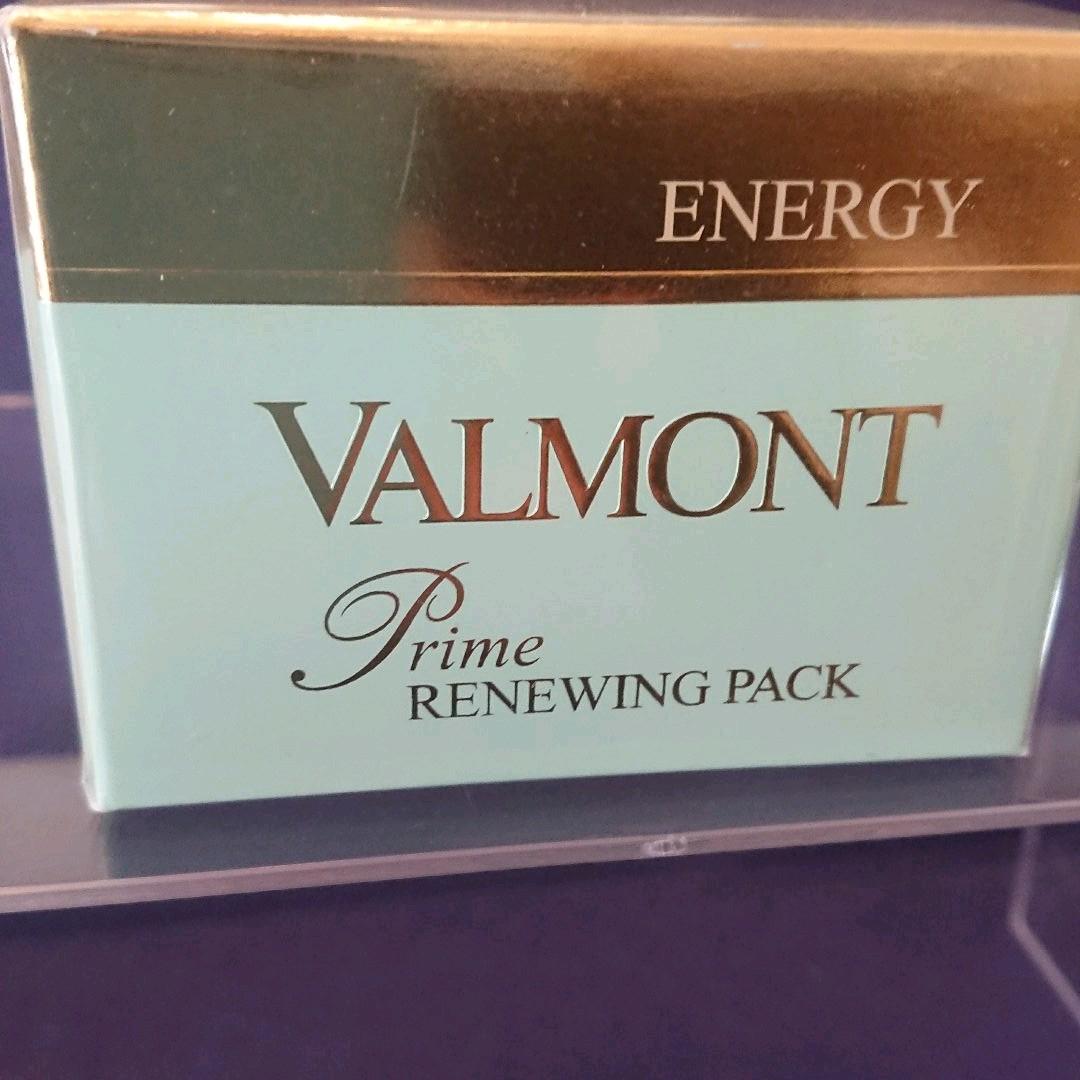 ENERGY
VALMONT
Prime
RENEWING PACK